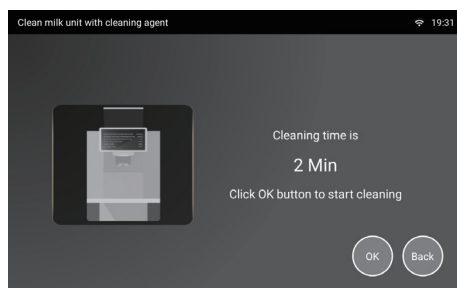 Clean milk unit with cleaning agent
19:31
Cleaning time is
2 Min
Click OK button to start cleaning
OK
Back